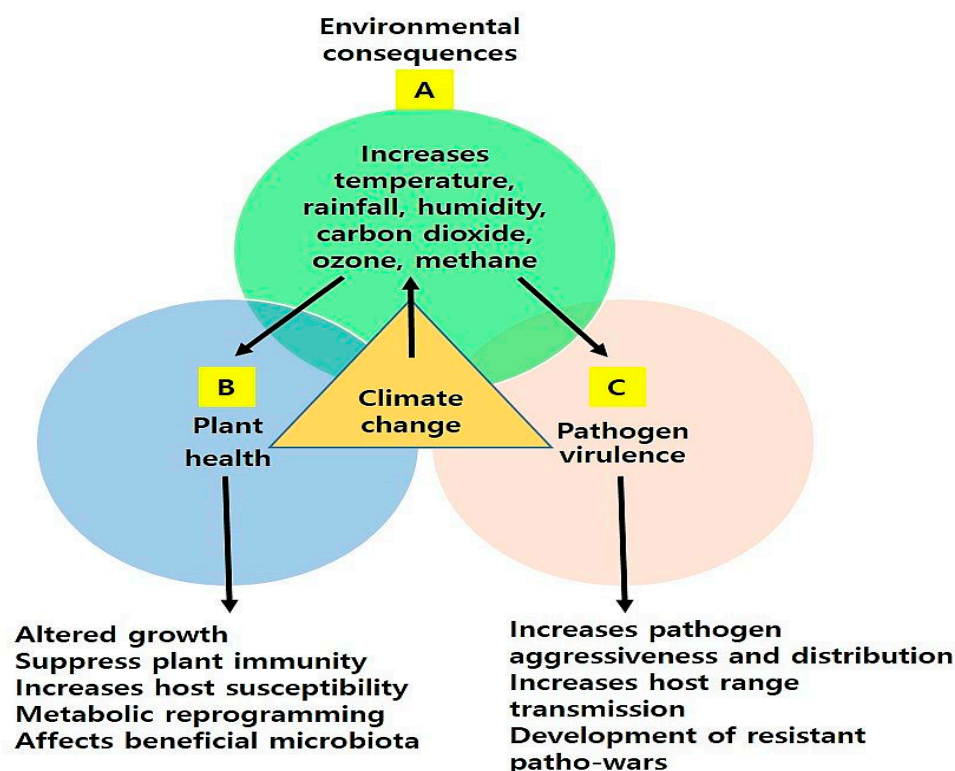 Environmental
consequences
A
Increases
temperature,
rainfall, humidity,
carbon dioxide,
ozone, methane
B
Plant
health
Climate
change
C
Pathogen
virulence
Altered growth
Suppress plant immunity
Increases host susceptibility
Metabolic reprogramming
Affects beneficial microbiota
Increases pathogen
aggressiveness and distribution
Increases host range
transmission
Development of resistant
patho-wars